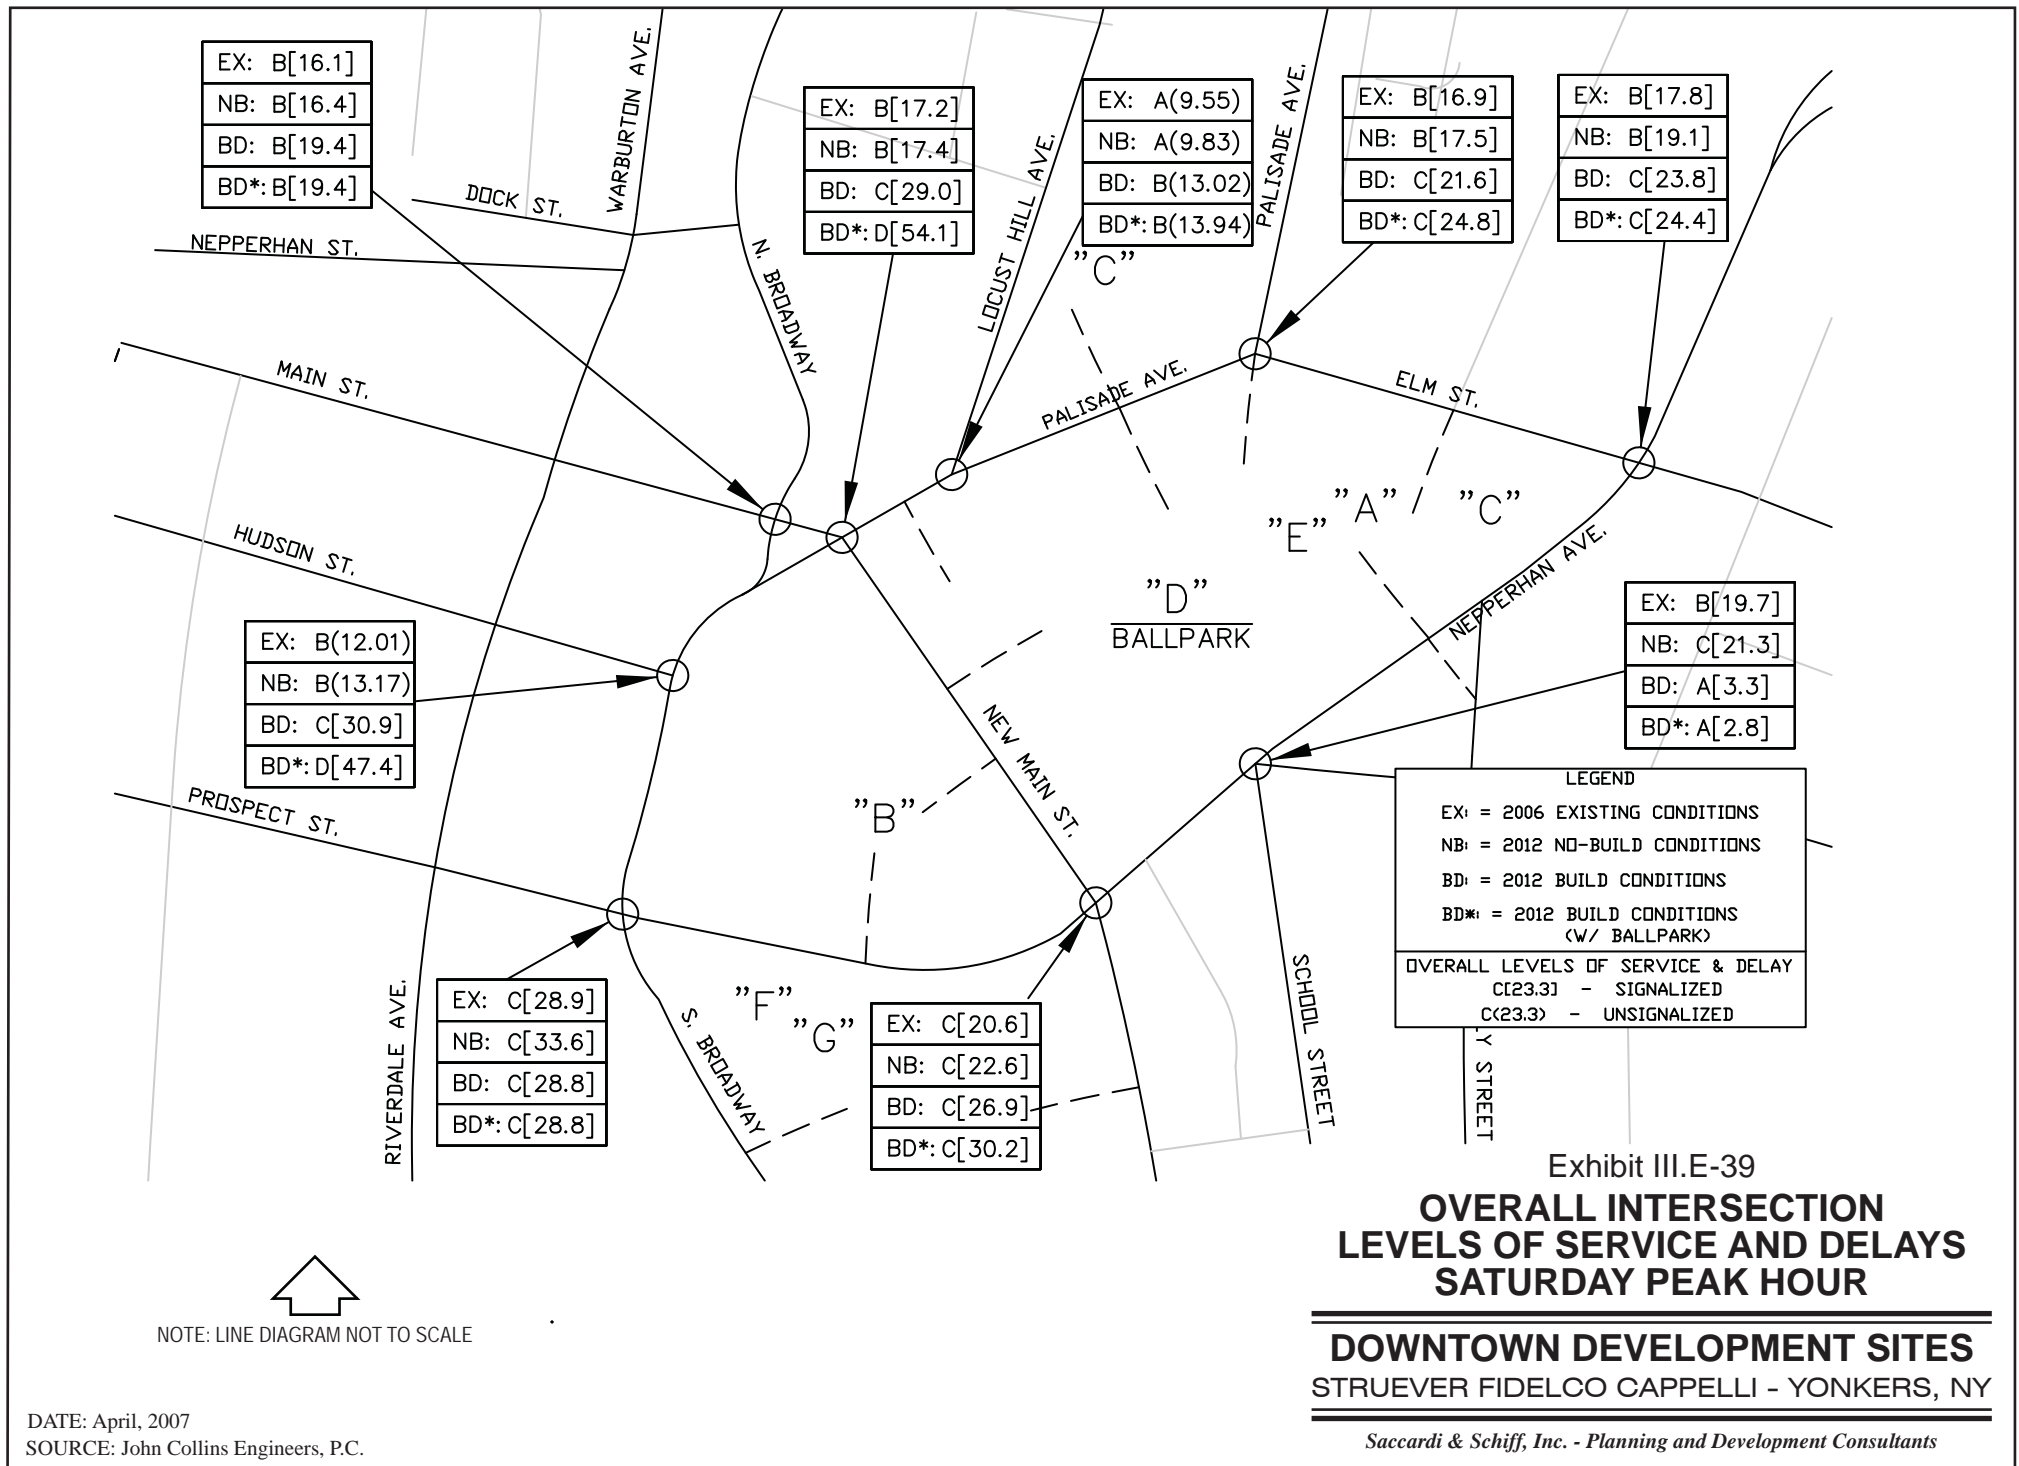 EX: B[16.1]
NB: B[16.4]
BD: B[19.4]
BD*: B[19.4]
EX: B[17.2]
NB: B[17.4]
BD: C[29.0]
BD*: D[54.1]
EX: A(9.55)
NB: A(9.83)
BD: B(13.02)
BD*: B(13.94)
EX: B[16.9]
NB: B[17.5]
BD: C[21.6]
BD*: C[24.8]
EX: B[17.8]
NB: B[19.1]
BD: C[23.8]
BD*: C[24.4]
WARBURTON AVE.
DOCK ST.
NEPPERHAN ST.
N. BROADWAY
LOCUST HILL AVE.
PALISADE AVE.
"C"
MAIN ST.
PALISADE AVE.
ELM ST.
HUDSON ST.
"E"
"A"
"C"
"D"
BALLPARK
NEPPERHAN AVE.
EX: B(12.01)
NB: B(13.17)
BD: C[30.9]
BD*: D[47.4]
EX: B[19.7]
NB: C[21.3]
BD: A[3.3]
BD*: A[2.8]
NEW MAIN ST.
PROSPECT ST.
"B"
LEGEND
EX: = 2006 EXISTING CONDITIONS
NB: = 2012 NO-BUILD CONDITIONS
BD: = 2012 BUILD CONDITIONS
BD*: = 2012 BUILD CONDITIONS
(W/ BALLPARK)
OVERALL LEVELS OF SERVICE & DELAY
C[23.3] - SIGNALIZED
C(23.3) - UNSIGNALIZED
RIVERDALE AVE.
EX: C[28.9]
NB: C[33.6]
BD: C[28.8]
BD*: C[28.8]
S. BROADWAY
"F"
"G"
EX: C[20.6]
NB: C[22.6]
BD: C[26.9]
BD*: C[30.2]
SCHOOL STREET
Y STREET
Exhibit III.E-39
OVERALL INTERSECTION
LEVELS OF SERVICE AND DELAYS
SATURDAY PEAK HOUR
DOWNTOWN DEVELOPMENT SITES
STRUEVER FIDELCO CAPPELLI - YONKERS, NY
Saccardi & Schiff, Inc. - Planning and Development Consultants
NOTE: LINE DIAGRAM NOT TO SCALE
DATE: April, 2007
SOURCE: John Collins Engineers, P.C.